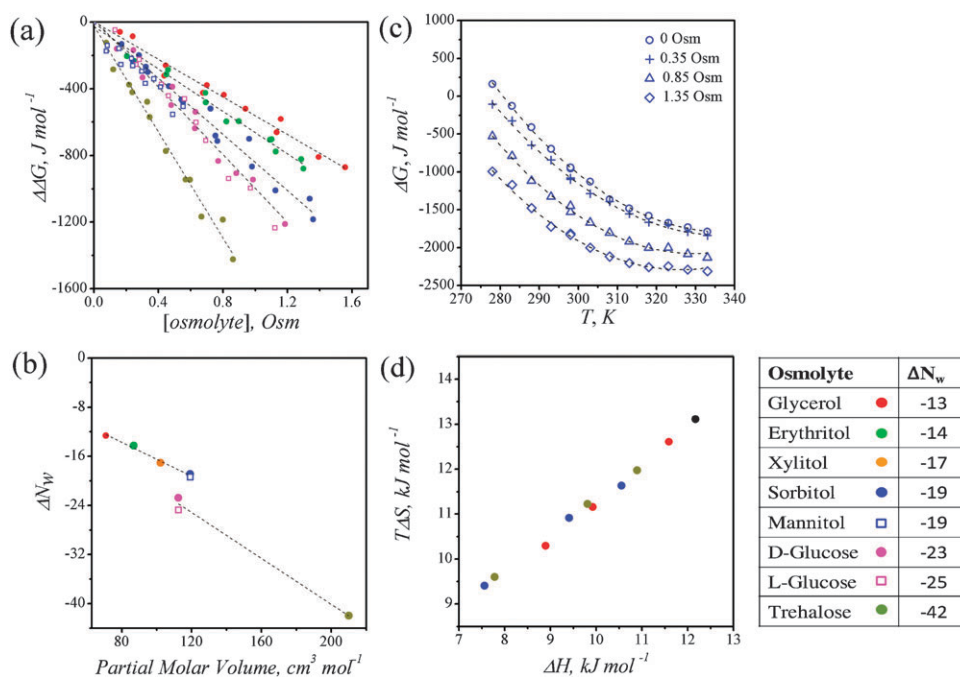 (a)
0
-400
-800
-1200
-1600
ΔΔG, J mol⁻¹
0.0 0.4 0.8 1.2 1.6
[osmolyte], Osm
(c)
500
0
-500
-1000
-1500
-2000
-2500
ΔG, J mol⁻¹
0 Osm
0.35 Osm
0.85 Osm
1.35 Osm
270 280 290 300 310 320 330 340
T, K
(b)
0
-8
-16
-24
-32
-40
ΔN_W
80 120 160 200
Partial Molar Volume, cm³ mol⁻¹
(d)
14
13
12
11
10
9
TΔS, kJ mol⁻¹
7 8 9 10 11 12 13
ΔH, kJ mol⁻¹
Osmolyte ΔN_w
Glycerol -13
Erythritol -14
Xylitol -17
Sorbitol -19
Mannitol -19
D-Glucose -23
L-Glucose -25
Trehalose -42